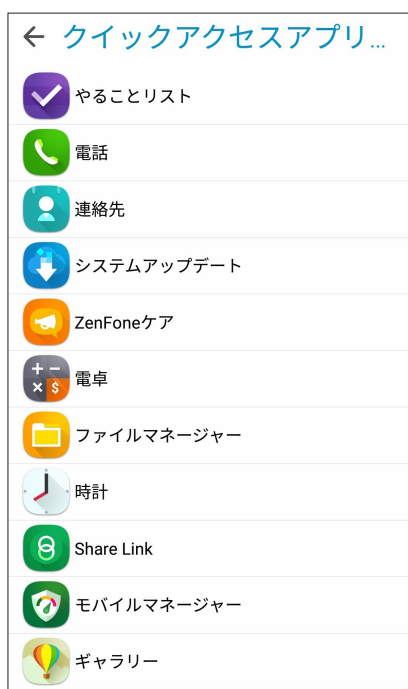 クイックアクセスアプリ...
やることリスト
電話
連絡先
システムアップデート
ZenFoneケア
電卓
ファイルマネージャー
時計
Share Link
モバイルマネージャー
ギャラリー